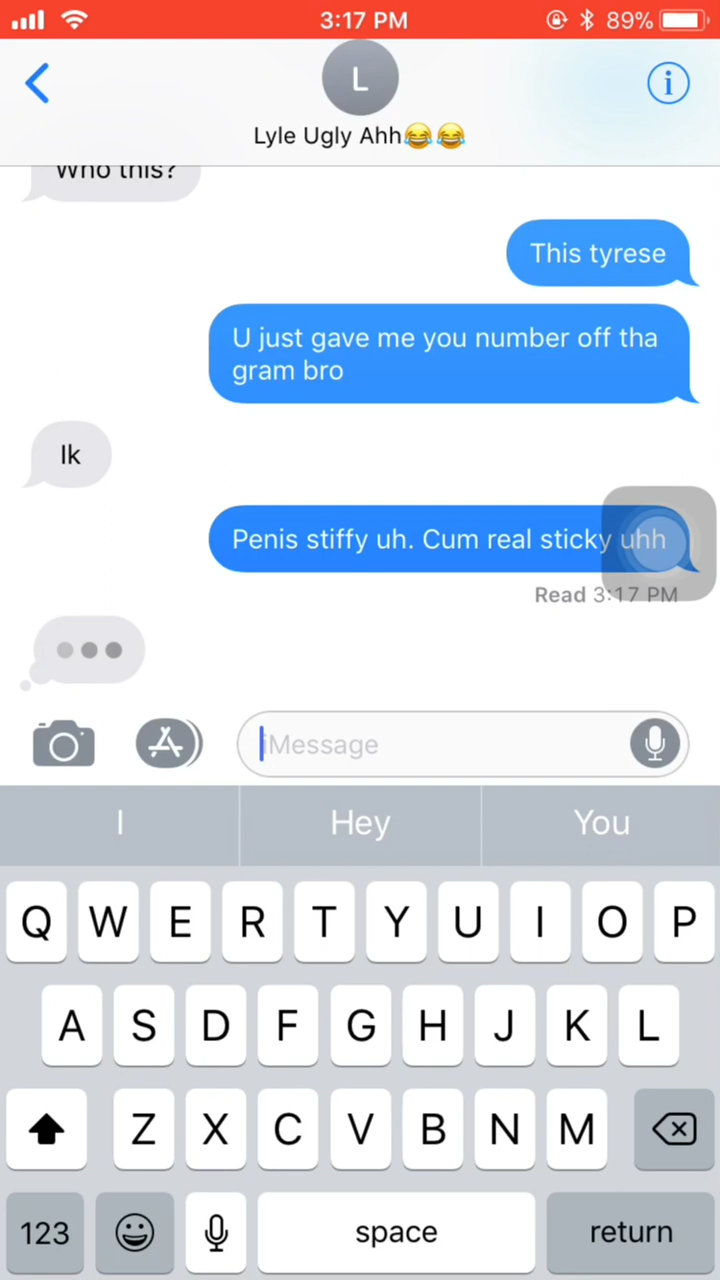 3:17 PM
89%
L
Lyle Ugly Ahh😂😂
Who this?
This tyrese
U just gave me you number off tha
gram bro
Ik
Penis stiffy uh. Cum real sticky uhh
Read 3:17 PM
iMessage
I Hey You
Q W E R T Y U I O P
A S D F G H J K L
Z X C V B N M
123 space return